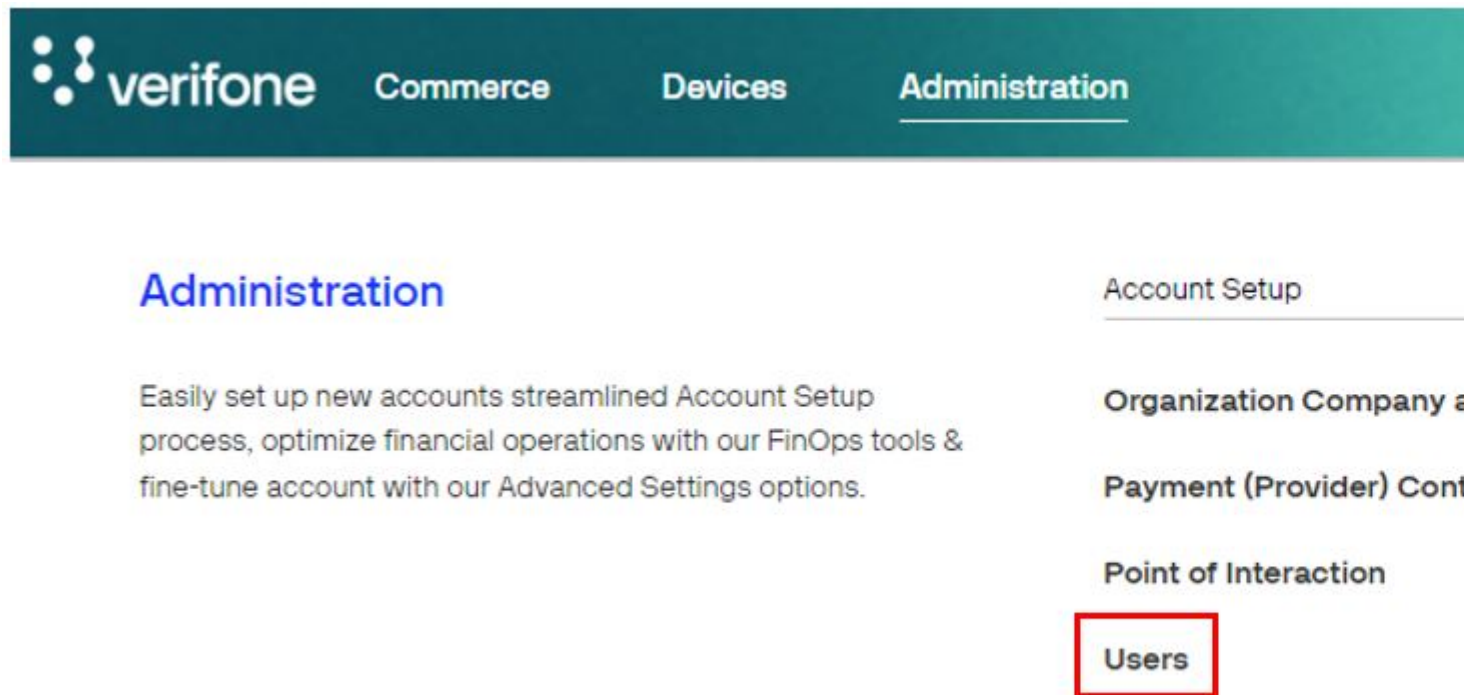 verifone Commerce Devices Administration
Administration
Easily set up new accounts streamlined Account Setup
process, optimize financial operations with our FinOps tools &
fine-tune account with our Advanced Settings options.
Account Setup
Organization Company a
Payment (Provider) Cont
Point of Interaction
Users